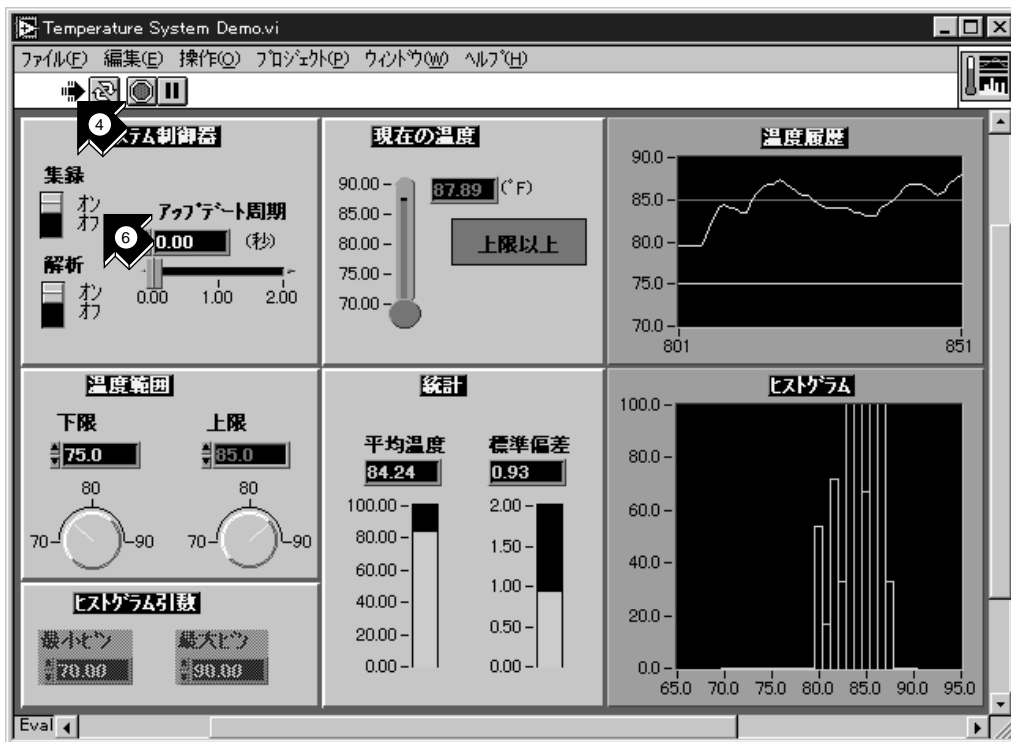 Temperature System Demo.vi
ファイル(F) 編集(E) 操作(O) プロジェクト(P) ウィンドウ(W) ヘルプ(H)
4
ステム制御器
集録
オン
オフ
アップデート周期
6
0.00 (秒)
0.00 1.00 2.00
解析
オン
オフ
現在の温度
87.89 (°F)
上限以上
90.00
85.00
80.00
75.00
70.00
温度履歴
90.0
85.0
80.0
75.0
70.0
801 851
温度範囲
下限 上限
75.0 85.0
80 80
70 90 70 90
ヒストグラム引数
最小ビン 最大ビン
70.00 90.00
統計
平均温度 標準偏差
84.24 0.93
100.00 2.00
80.00 1.50
60.00 1.00
40.00 0.50
20.00 0.00
0.00
ヒストグラム
100.0
80.0
60.0
40.0
20.0
0.0
65.0 70.0 75.0 80.0 85.0 90.0 95.0
Eval